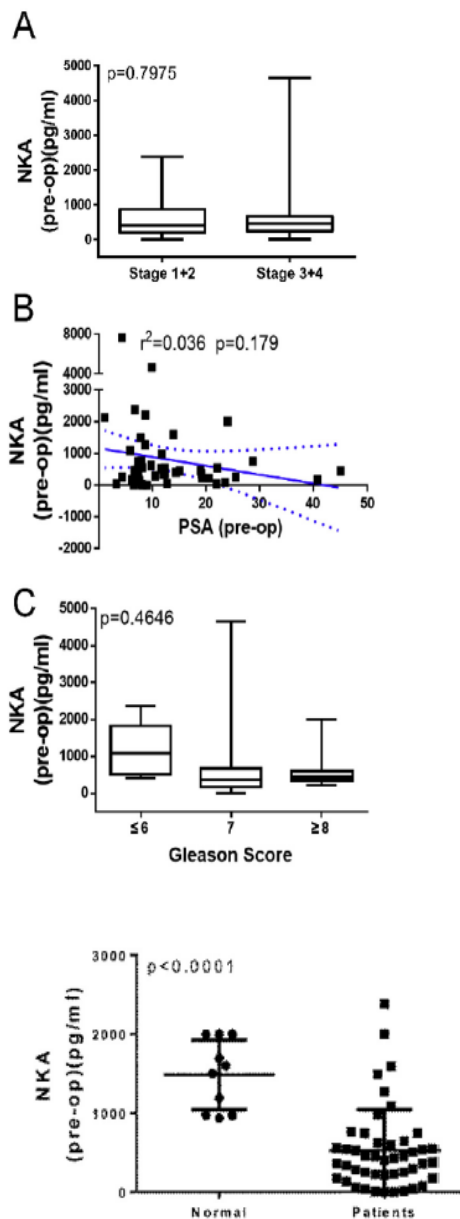 A
p=0.7975
NKA
(pre-op)(pg/ml)
5000
4000
3000
2000
1000
0
Stage 1+2
Stage 3+4
B
r²=0.036 p=0.179
NKA
(pre-op)(pg/ml)
8000
4000
3000
2000
1000
0
-1000
-2000
10
20
30
40
50
PSA (pre-op)
C
p=0.4646
NKA
(pre-op)(pg/ml)
5000
4000
3000
2000
1000
0
≤6
7
≥8
Gleason Score
p<0.0001
NKA
(pre-op)(pg/ml)
3000
2000
1000
0
Normal
Patients